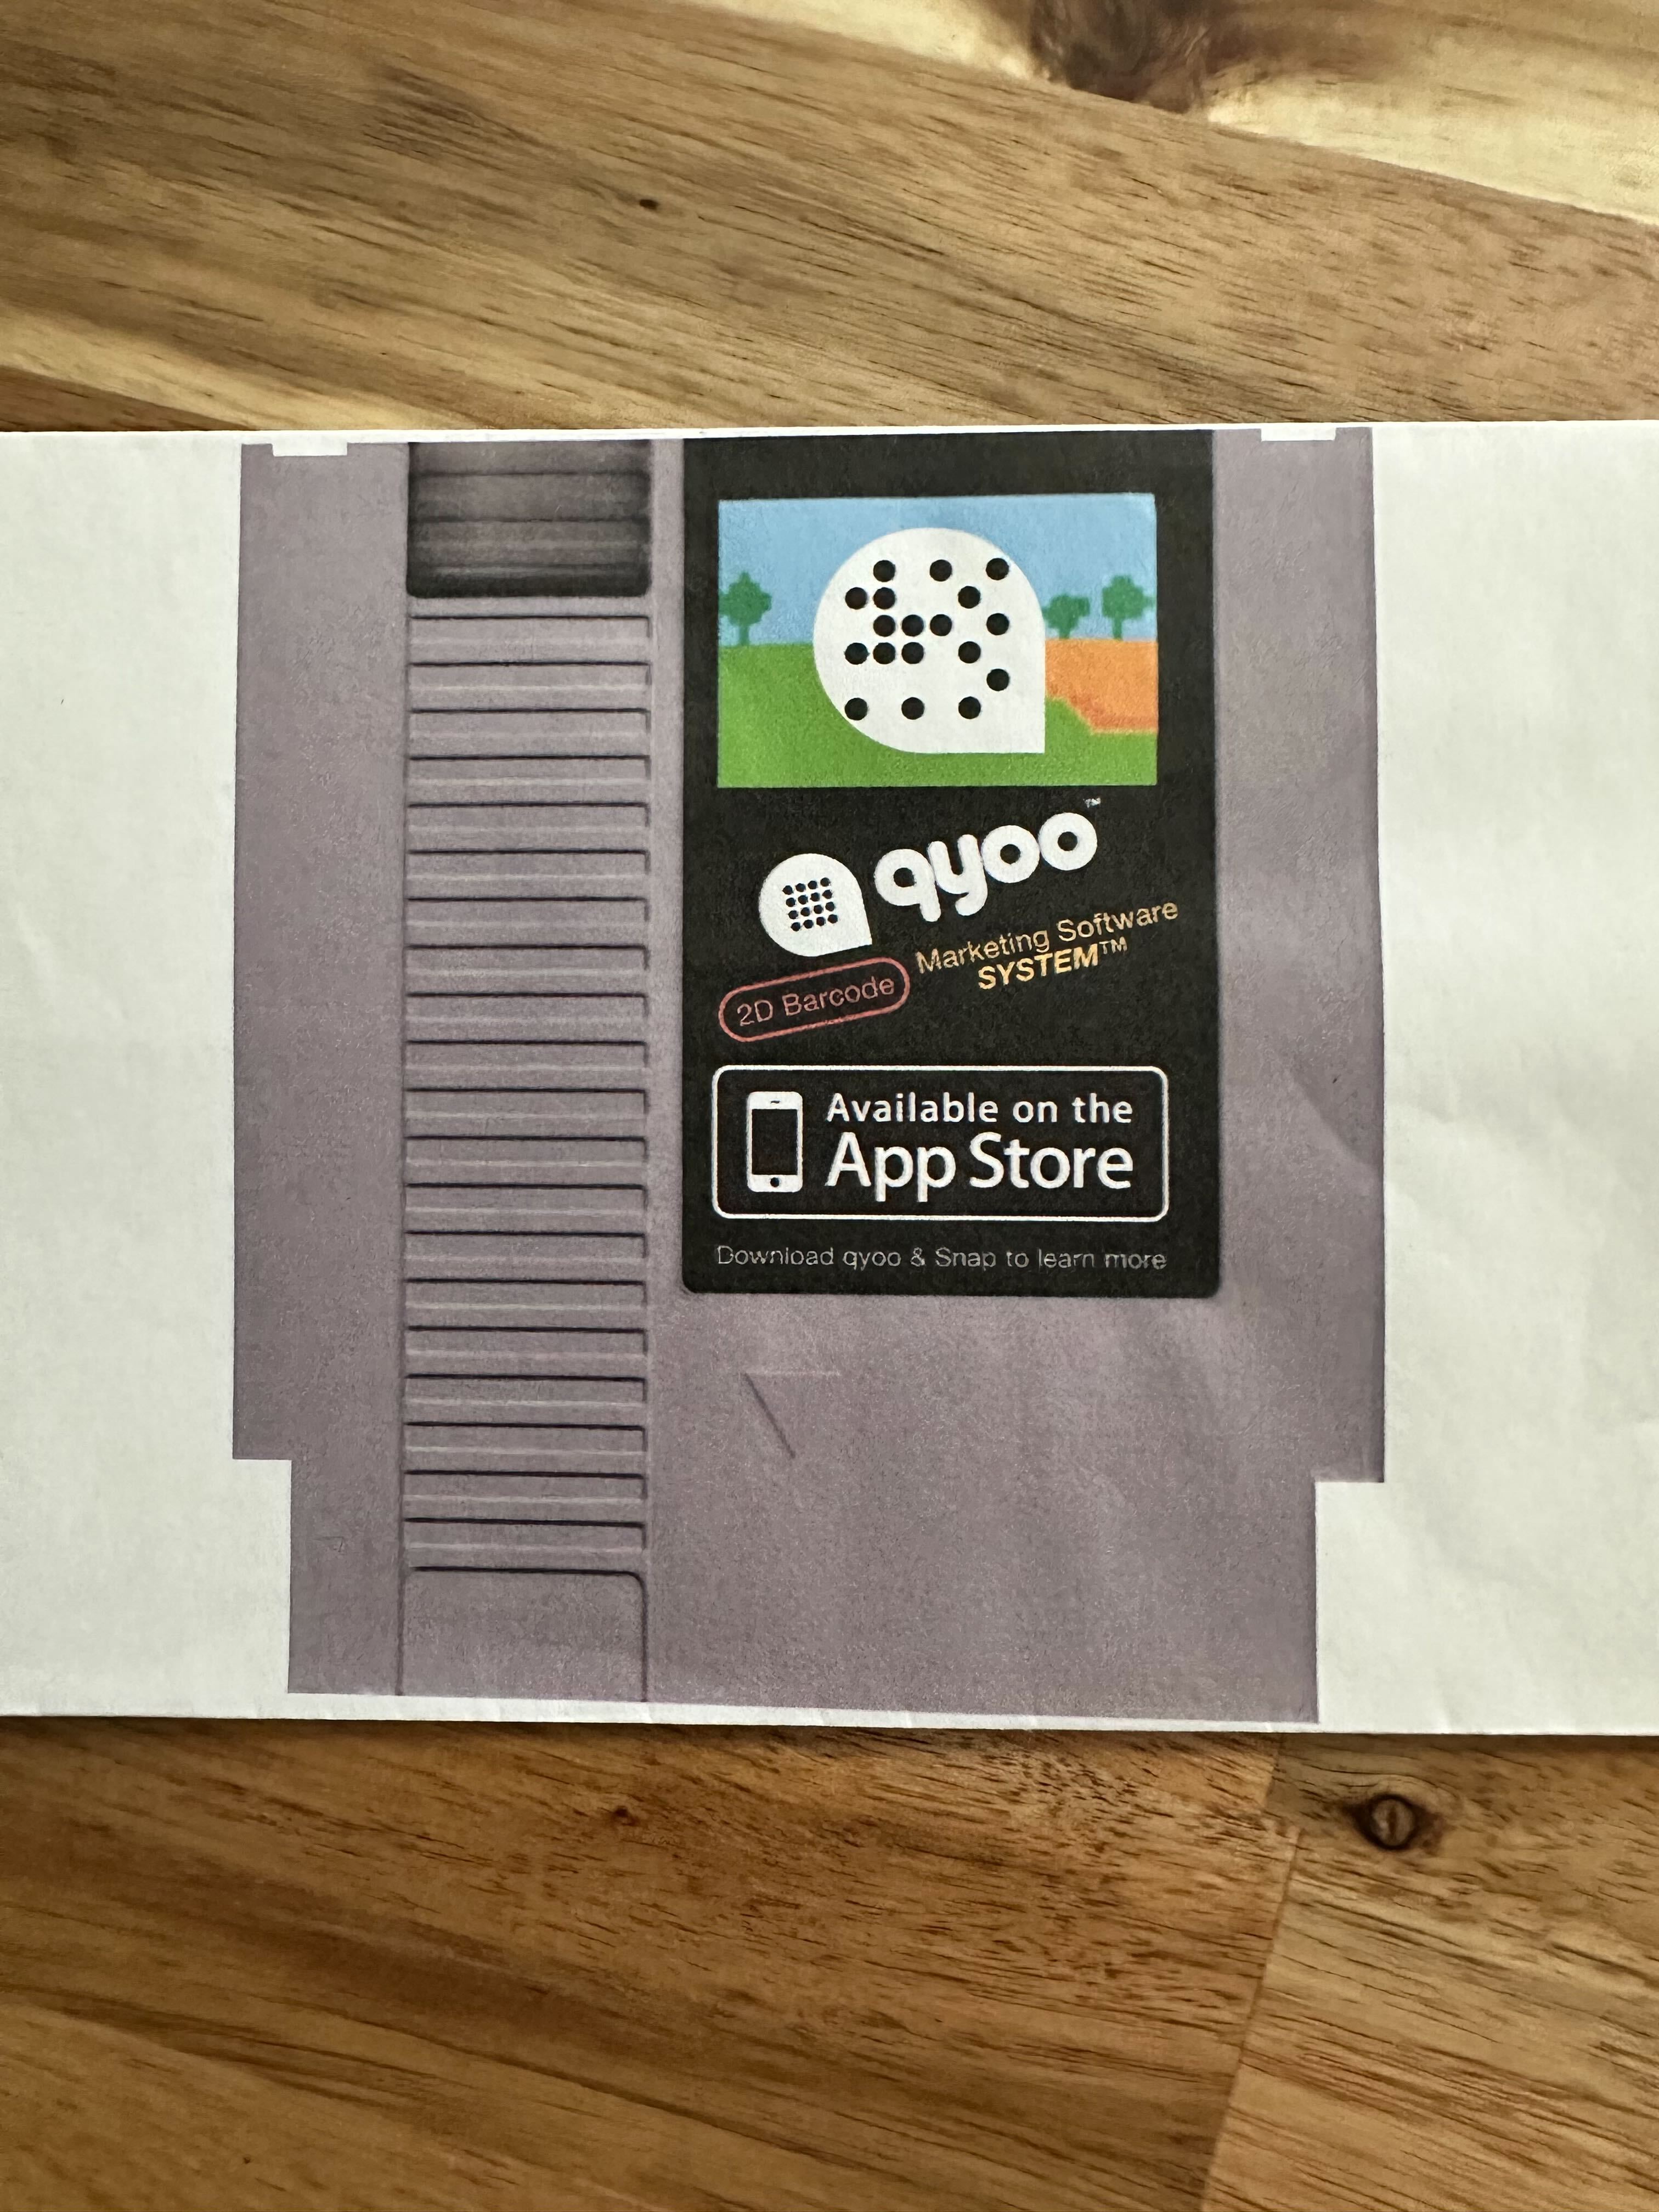 qyoo™
Marketing Software
SYSTEM™
2D Barcode
Available on the
App Store
Download qyoo & Snap to learn more